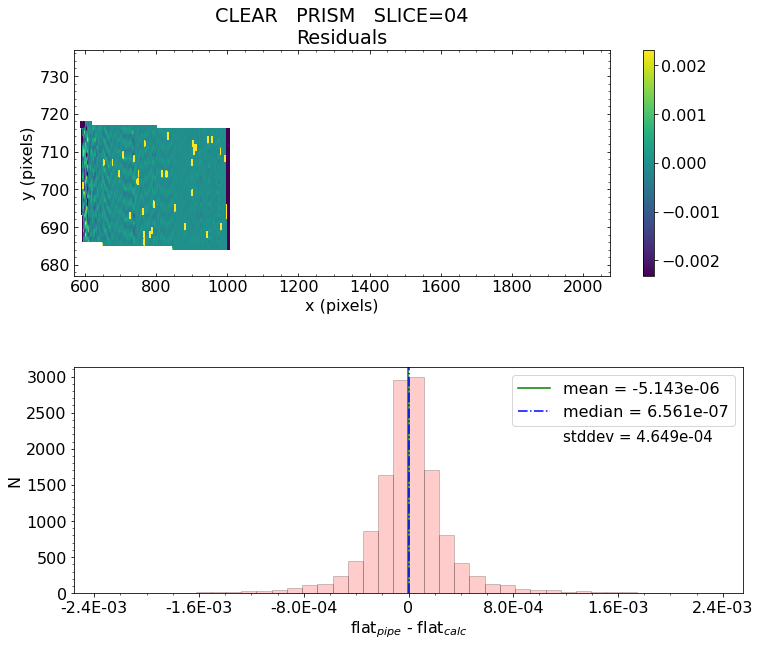 CLEAR PRISM SLICE=04
Residuals
730
720
710
700
690
680
y (pixels)
600 800 1000 1200 1400 1600 1800 2000
x (pixels)
0.002
0.001
0.000
−0.001
−0.002
3000
2500
2000
1500
1000
500
0
N
mean = -5.143e-06
median = 6.561e-07
stddev = 4.649e-04
-2.4E-03 -1.6E-03 -8.0E-04 0 8.0E-04 1.6E-03 2.4E-03
flatpipe - flatcalc